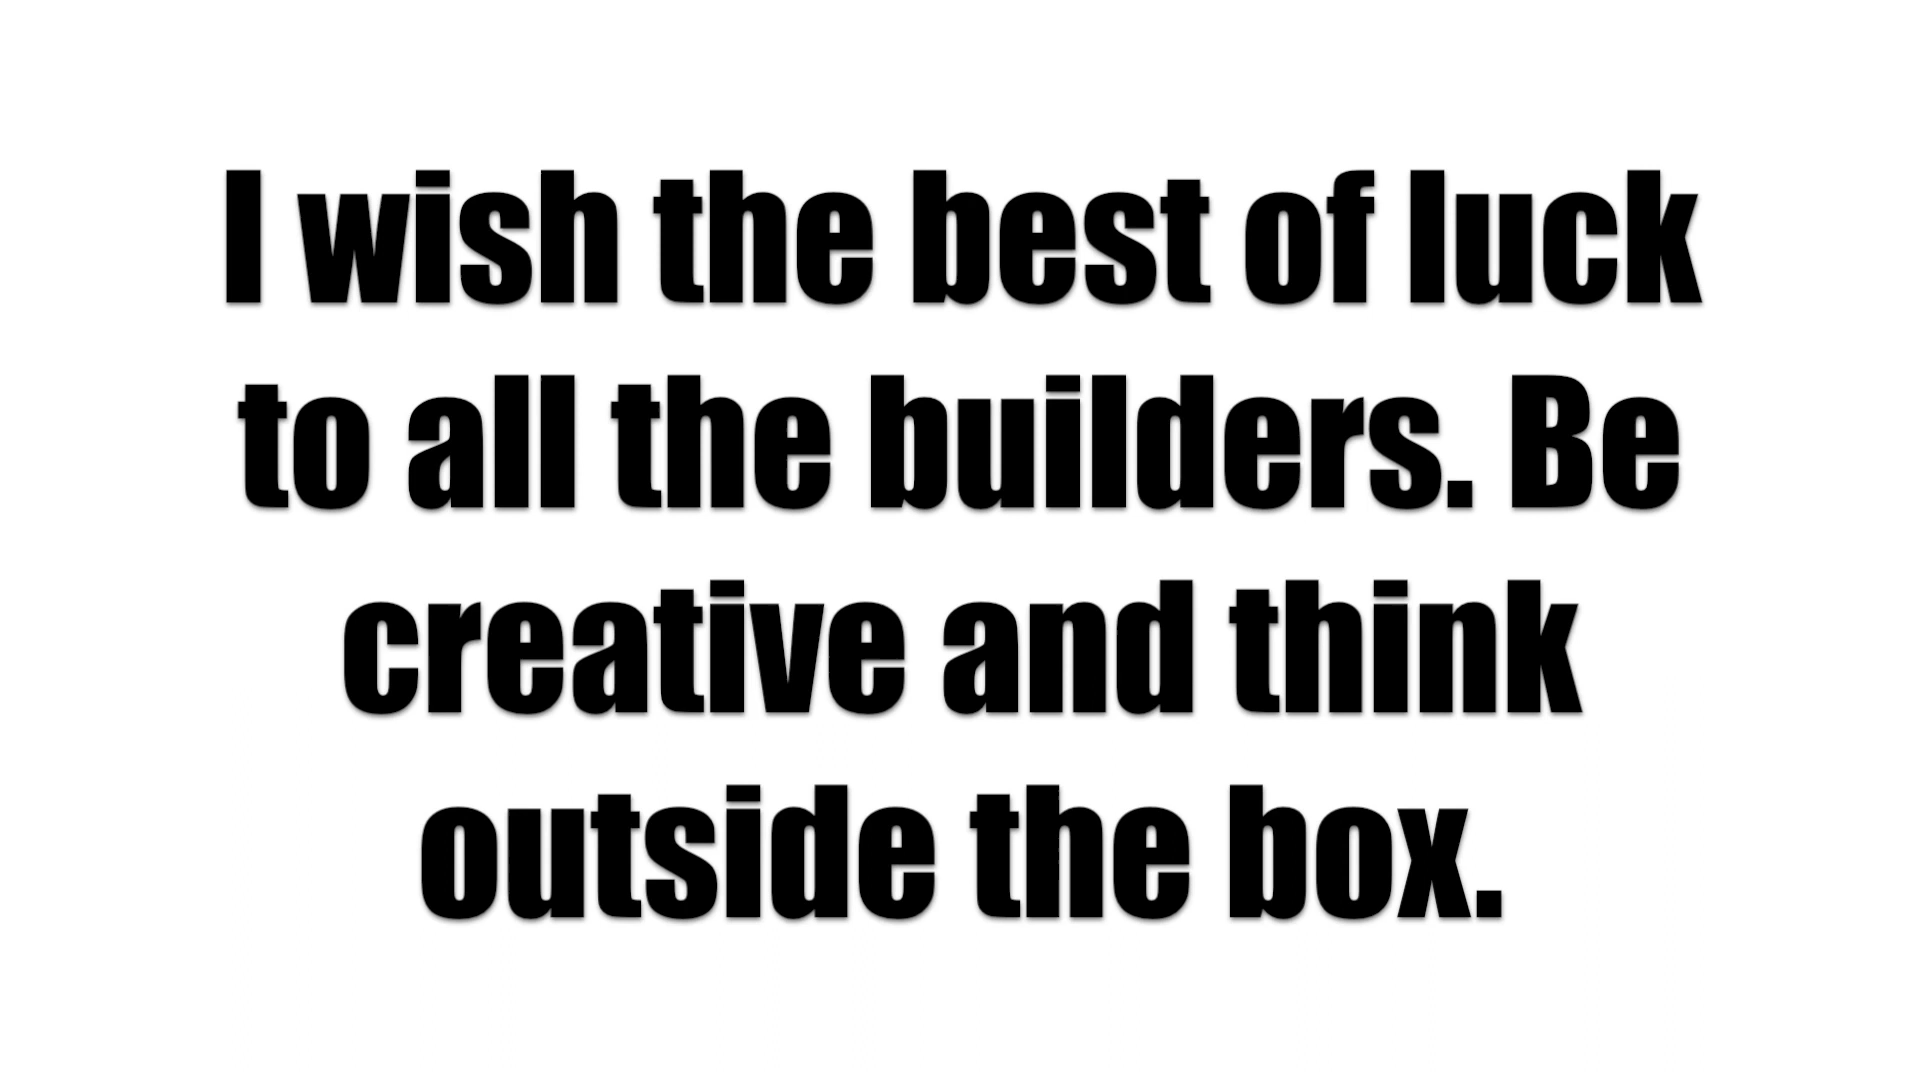 I wish the best of luck
to all the builders. Be
creative and think
outside the box.